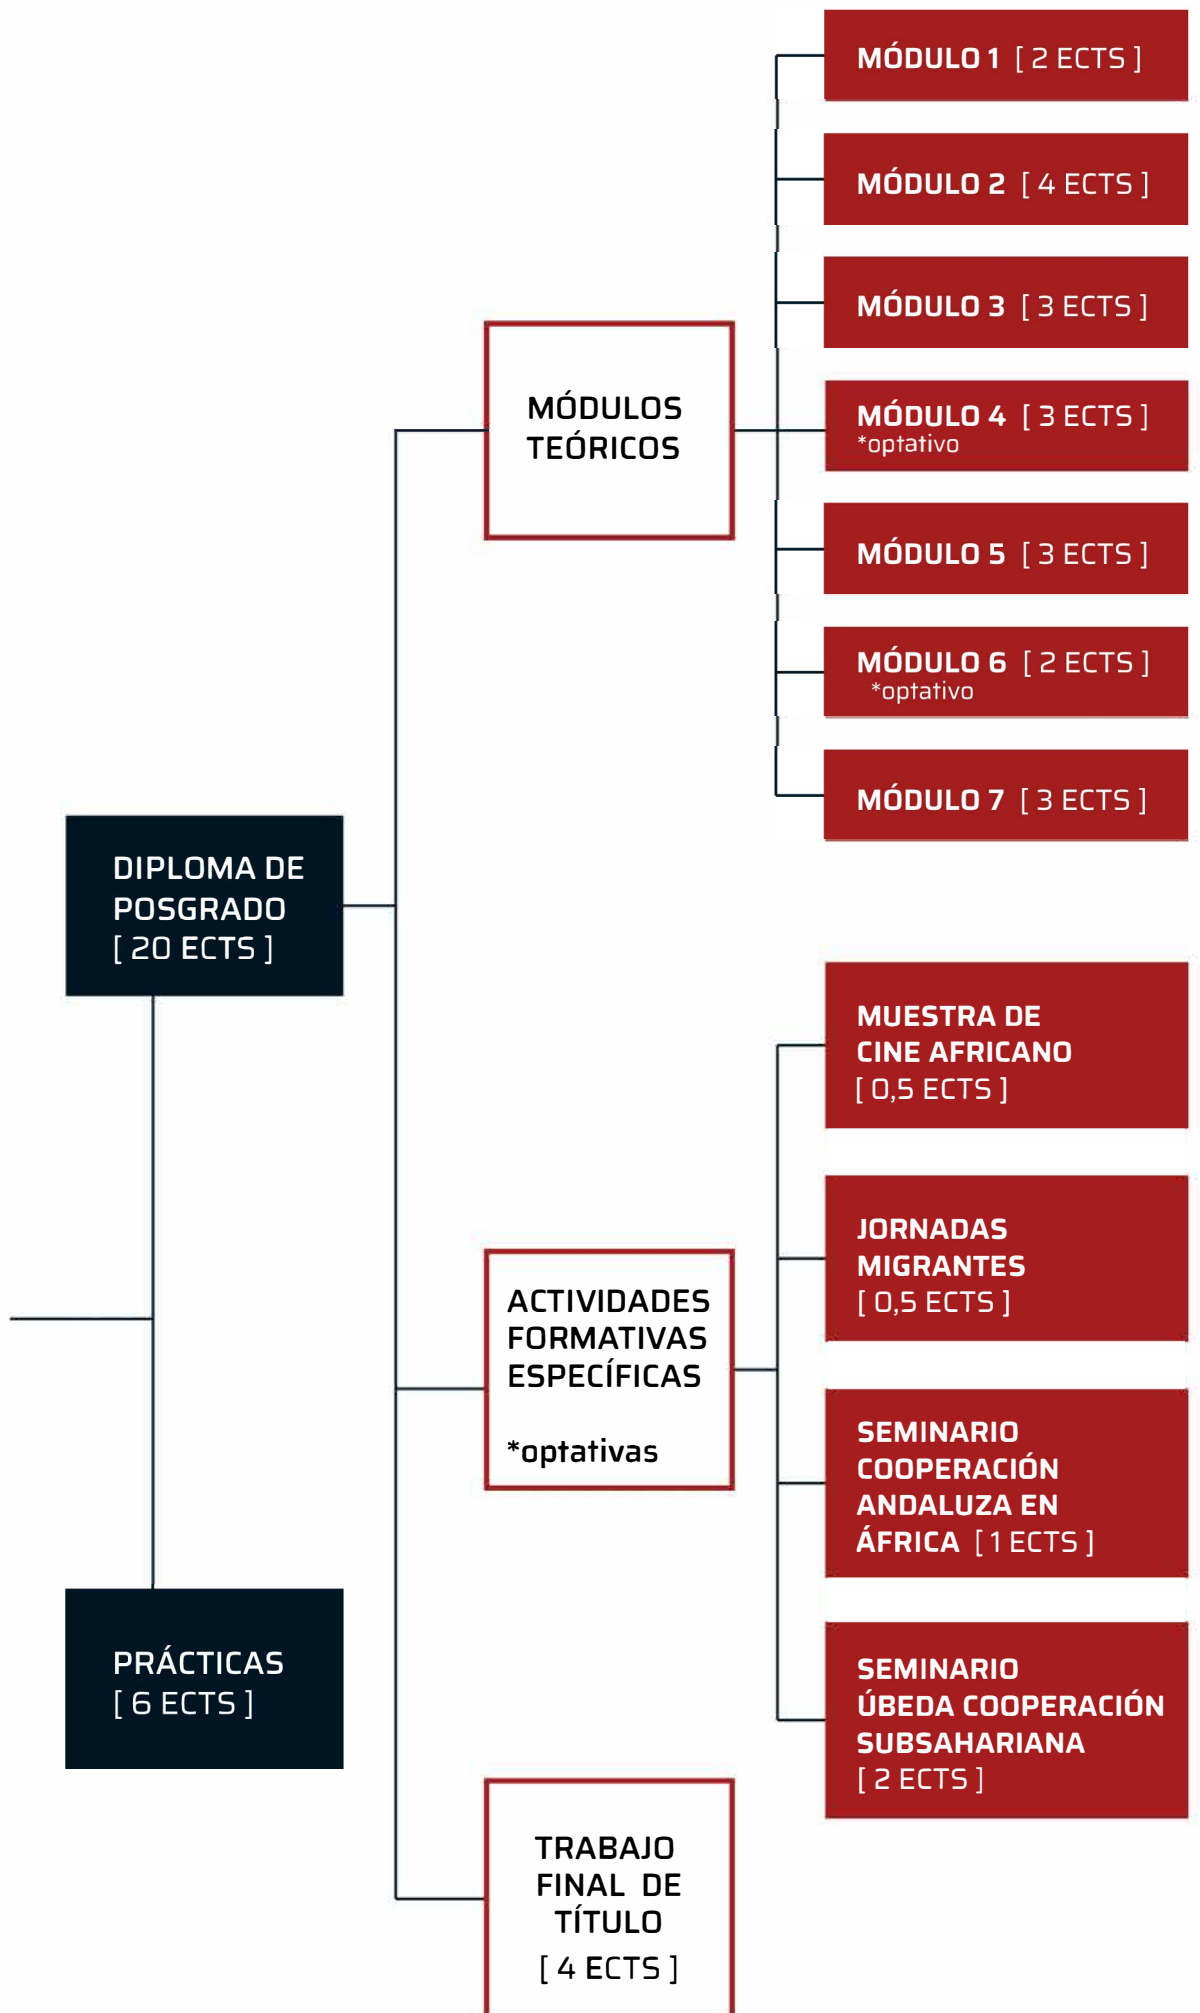 DIPLOMA DE
POSGRADO
[ 20 ECTS ]
PRÁCTICAS
[ 6 ECTS ]
MÓDULOS
TEÓRICOS
MÓDULO 1 [ 2 ECTS ]
MÓDULO 2 [ 4 ECTS ]
MÓDULO 3 [ 3 ECTS ]
MÓDULO 4 [ 3 ECTS ]
*optativo
MÓDULO 5 [ 3 ECTS ]
MÓDULO 6 [ 2 ECTS ]
*optativo
MÓDULO 7 [ 3 ECTS ]
ACTIVIDADES
FORMATIVAS
ESPECÍFICAS
*optativas
MUESTRA DE
CINE AFRICANO
[ 0,5 ECTS ]
JORNADAS
MIGRANTES
[ 0,5 ECTS ]
SEMINARIO
COOPERACIÓN
ANDALUZA EN
ÁFRICA [ 1 ECTS ]
SEMINARIO
ÚBEDA COOPERACIÓN
SUBSAHARIANA
[ 2 ECTS ]
TRABAJO
FINAL DE
TÍTULO
[ 4 ECTS ]